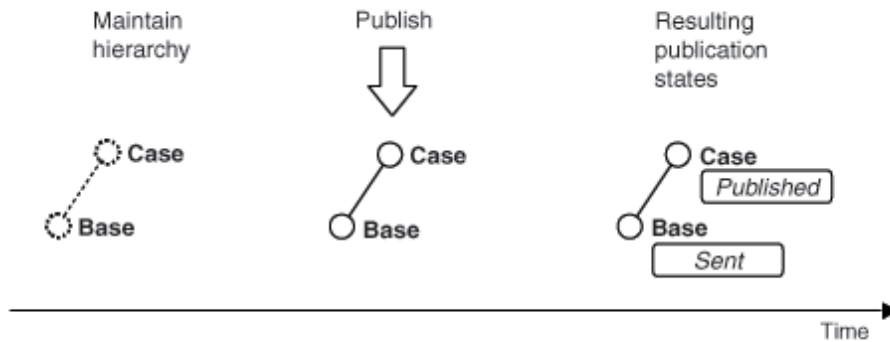 Maintain
hierarchy
Publish
Resulting
publication
states
Case
Base
Case
Base
Case
Published
Base
Sent
Time